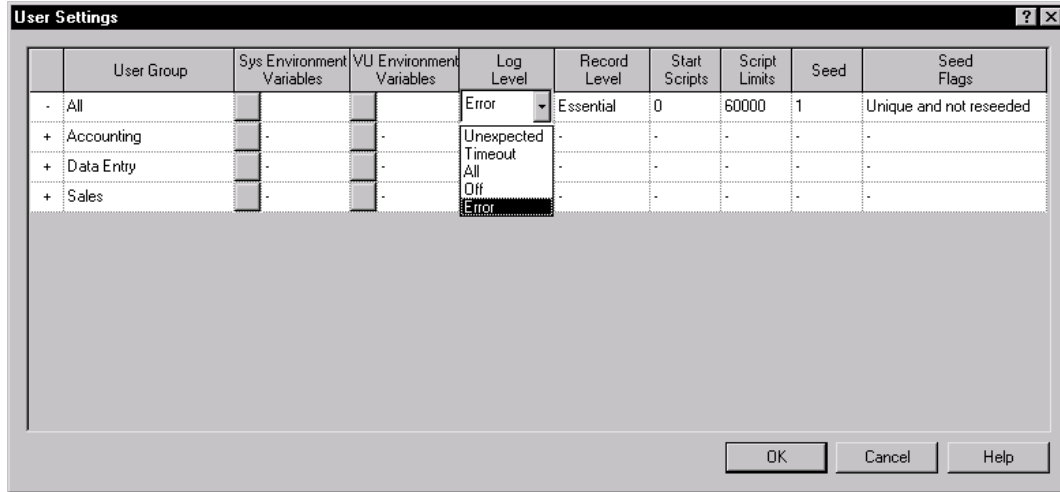 User Settings
User Group
Sys Environment Variables
VU Environment Variables
Log Level
Record Level
Start Scripts
Script Limits
Seed
Seed Flags
- All Error Essential 0 60000 1 Unique and not reseeded
+ Accounting - - - - - - -
+ Data Entry - - - - - - -
+ Sales - - - - - - -
Unexpected
Timeout
All
Off
Error
OK Cancel Help